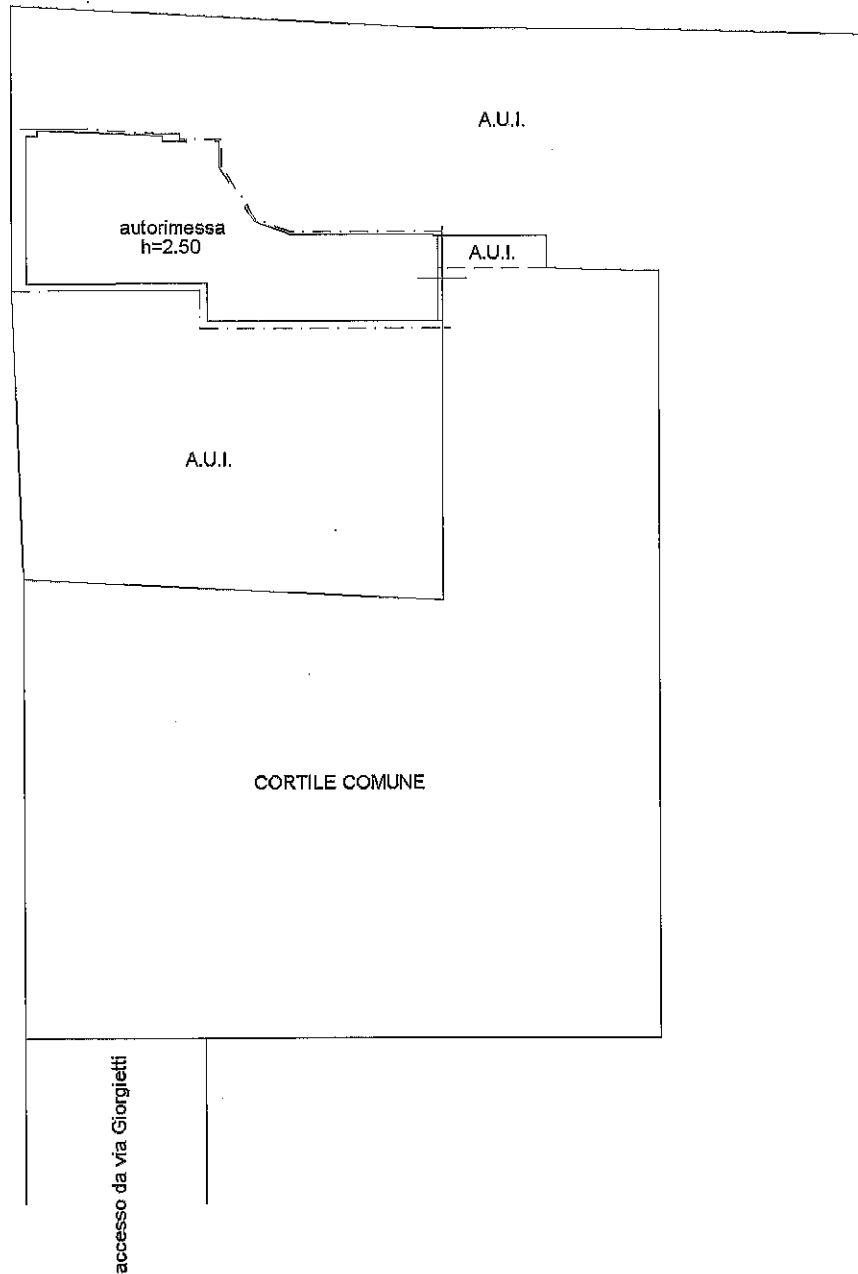 A.U.I.
autorimessa
h=2.50
A.U.I.
A.U.I.
CORTILE COMUNE
accesso da via Giorgietti